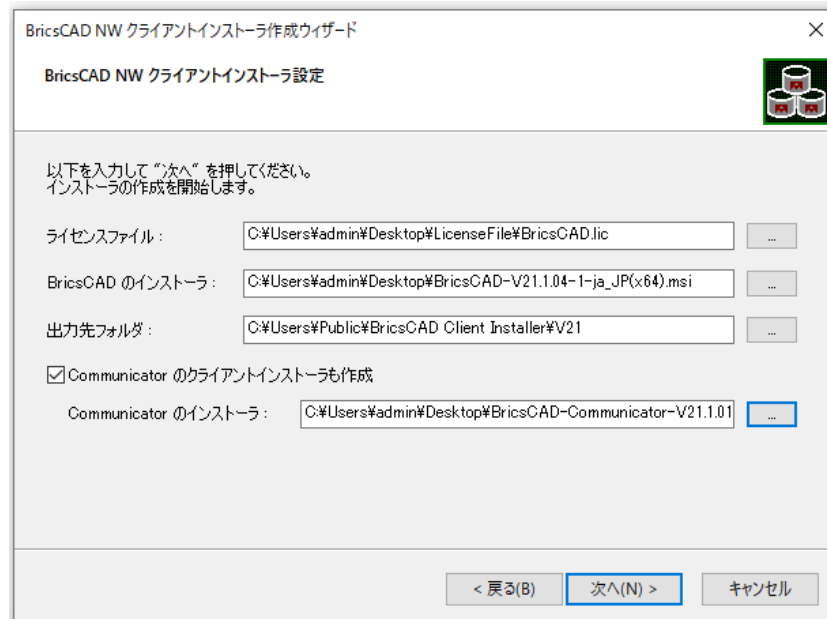 BricsCAD NW クライアントインストーラ作成ウィザード
BricsCAD NW クライアントインストーラ設定
以下を入力して “次へ” を押してください。
インストーラの作成を開始します。
ライセンスファイル : C:¥Users¥admin¥Desktop¥LicenseFile¥BricsCAD.lic ...
BricsCAD のインストーラ : C:¥Users¥admin¥Desktop¥BricsCAD-V21.1.04-1-ja_JP(x64).msi ...
出力先フォルダ : C:¥Users¥Public¥BricsCAD Client Installer¥V21 ...
Communicator のクライアントインストーラも作成
Communicator のインストーラ : C:¥Users¥admin¥Desktop¥BricsCAD-Communicator-V21.1.01 ...
< 戻る(B) 次へ(N) > キャンセル